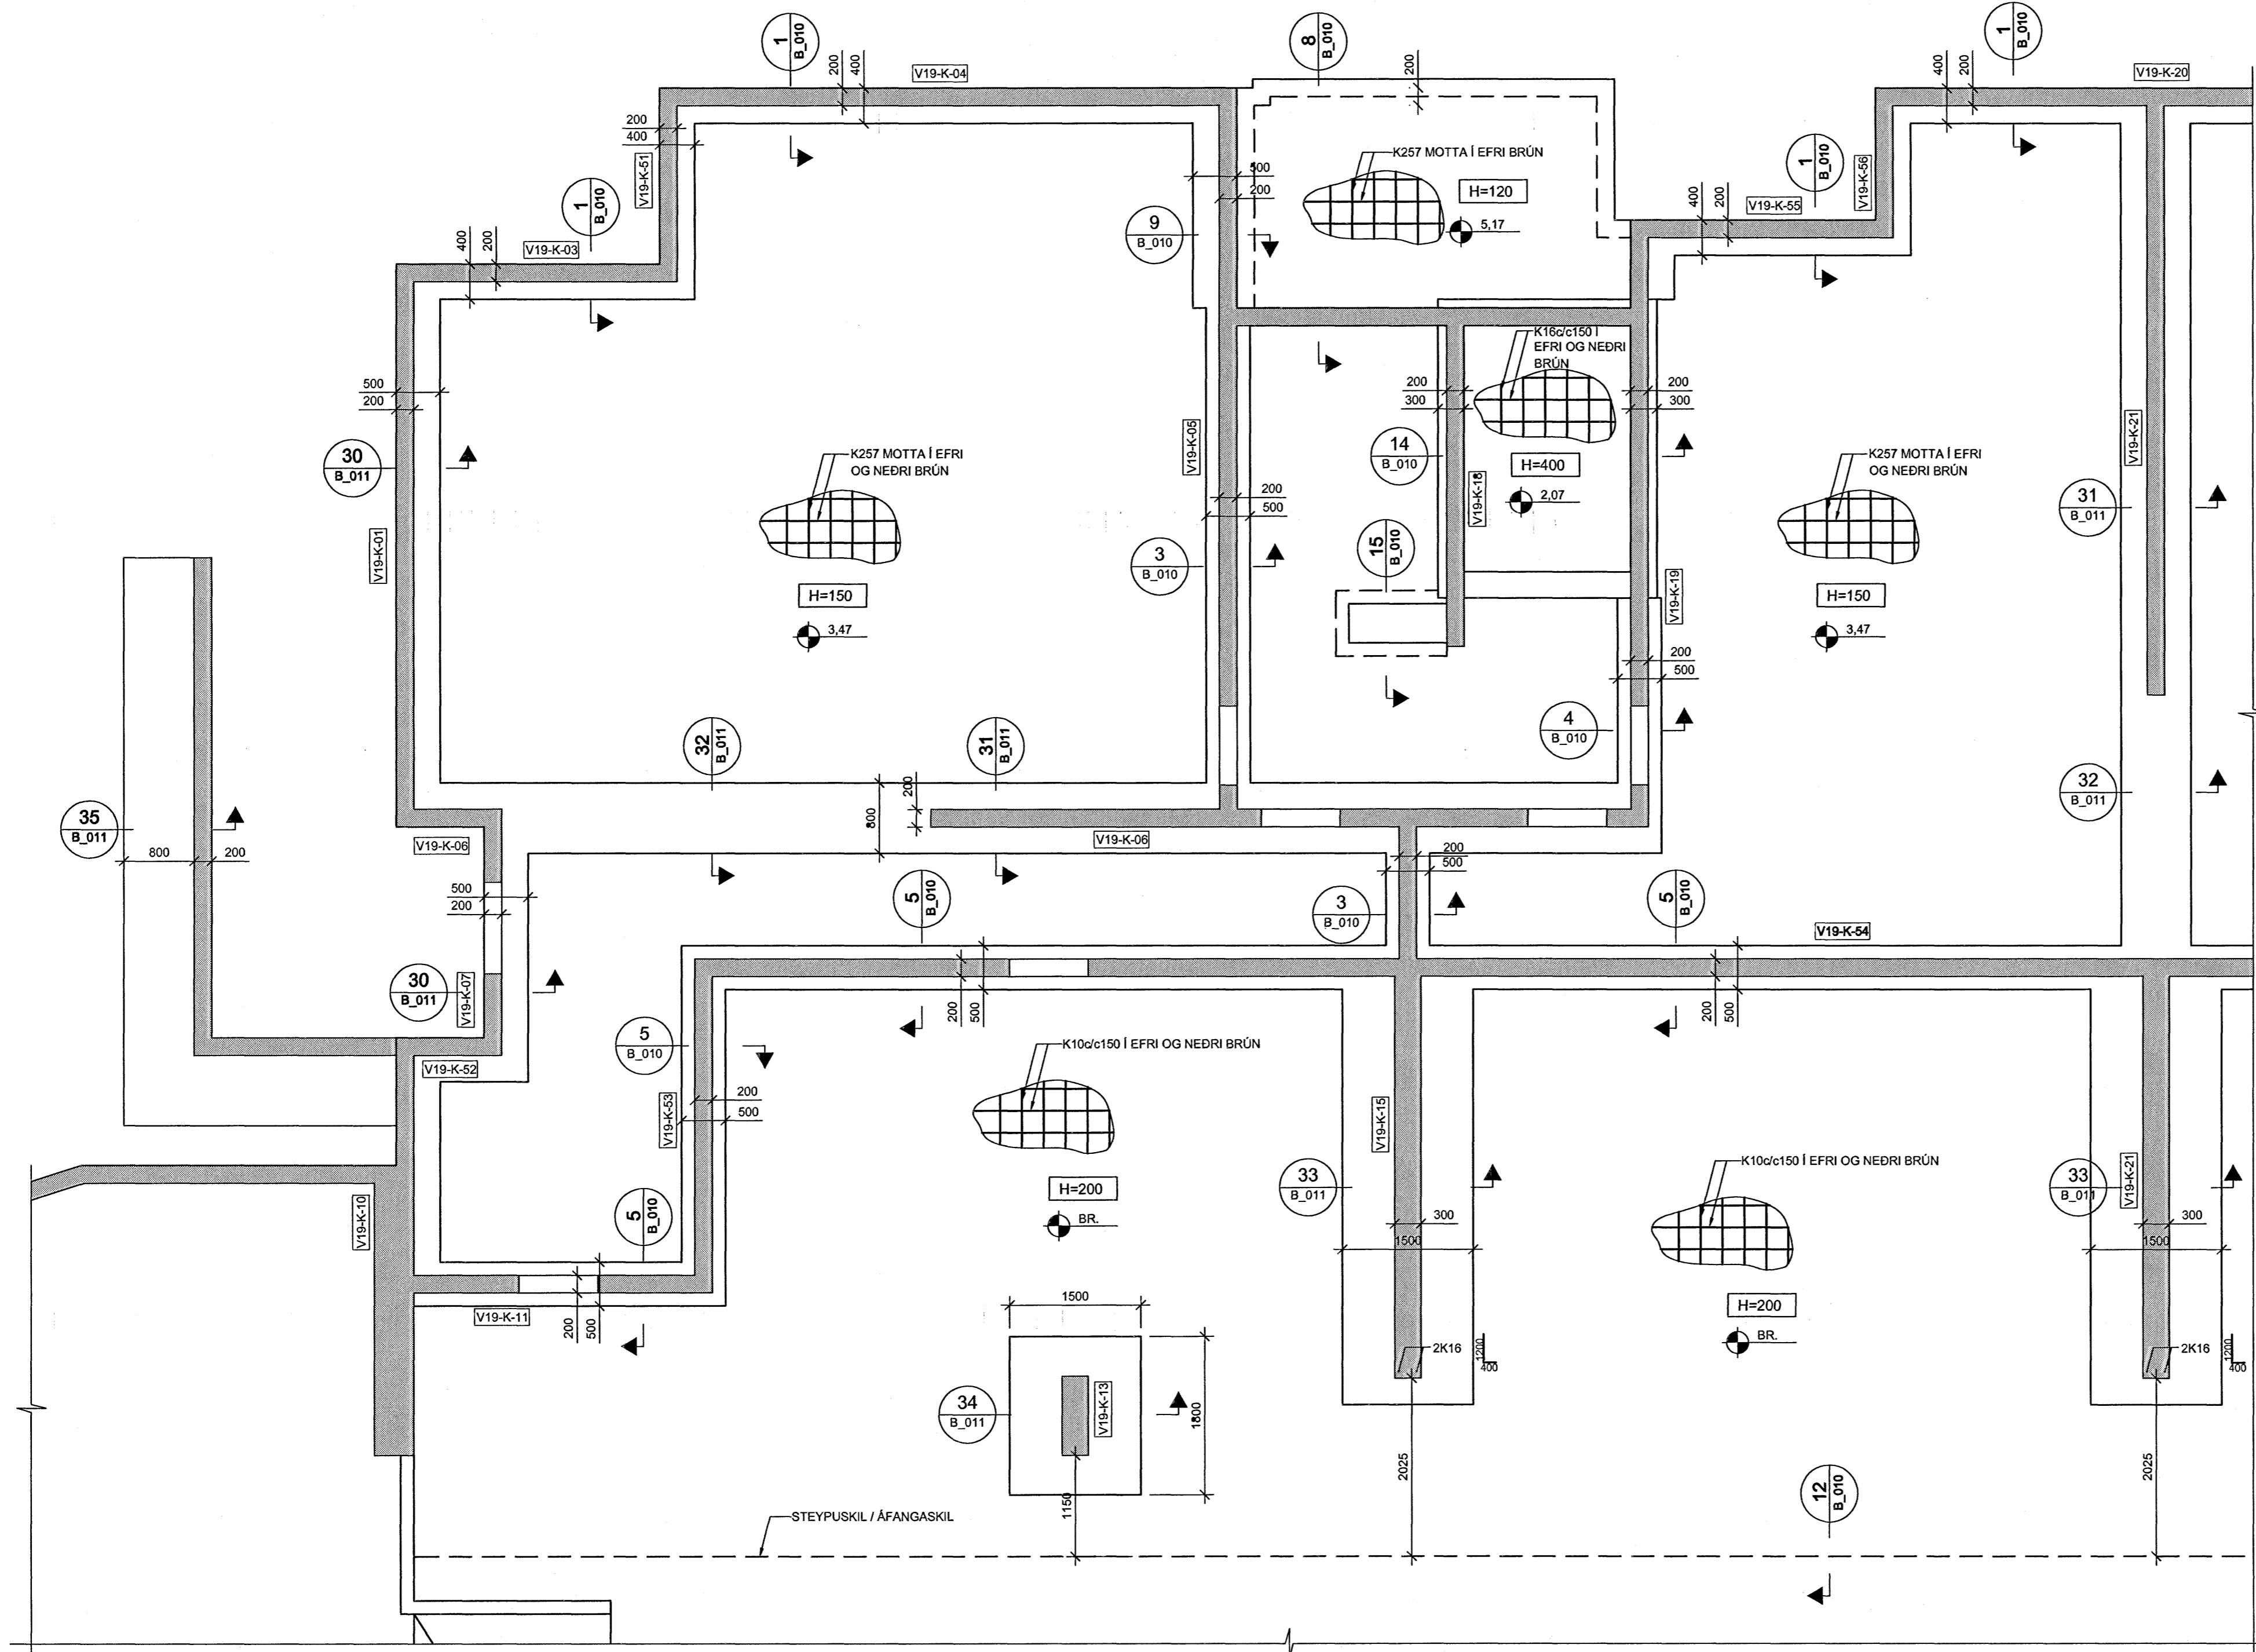 1
B_010
8
B_010
1
B_010
200
400
V19-K-04
200
400
200
V19-K-20
200
400
V19-K-51
1
B_010
K257 MOTTA Í EFRI BRÚN
H=120
5,17
500
200
1
B_010
V19-K-56
V19-K-55
400
200
9
B_010
V19-K-03
400
200
K16c/c150 Í
EFRI OG NEÐRI
BRÚN
500
200
200
300
200
300
V19-K-05
V19-K-21
30
B_011
K257 MOTTA Í EFRI
OG NEÐRI BRÚN
14
B_010
H=400
2,07
V19-K-18
K257 MOTTA Í EFRI
OG NEÐRI BRÚN
31
B_011
200
500
V19-K-01
3
B_010
15
B_010
V19-K-19
H=150
3,47
H=150
3,47
200
500
32
B_011
31
B_011
4
B_010
32
B_011
200
800
35
B_011
800
200
V19-K-06
V19-K-06
200
500
500
200
5
B_010
3
B_010
5
B_010
V19-K-54
30
B_011
V19-K-07
200
500
200
500
V19-K-52
5
B_010
K10c/c150 Í EFRI OG NEÐRI BRÚN
V19-K-53
200
500
V19-K-15
K10c/c150 Í EFRI OG NEÐRI BRÚN
33
B_011
33
B_011
V19-K-21
H=200
BR.
V19-K-10
5
B_010
300
1500
300
1500
V19-K-11
200
500
1500
H=200
BR.
2K16
1200
400
2K16
1200
400
34
B_011
V19-K-13
1800
2025
2025
1150
12
B_010
STEYPUSKIL / ÁFANGASKIL